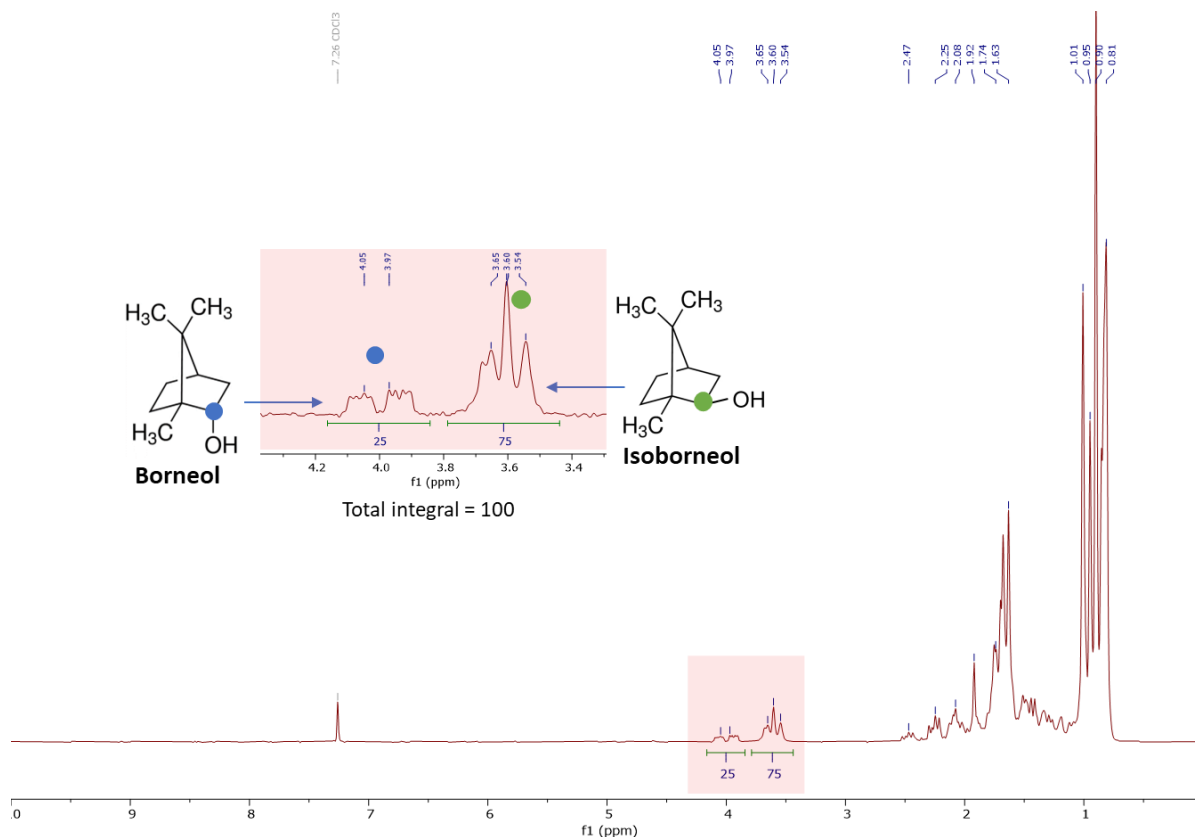 7.26 CDCl3
4.05
3.97
3.65
3.60
3.54
2.47
2.25
2.08
1.92
1.74
1.63
1.01
0.95
0.90
0.81
4.05
3.97
3.65
3.60
3.54
H3C
CH3
H3C
OH
Borneol
25
75
4.2
4.0
3.8
3.6
3.4
f1 (ppm)
Total integral = 100
H3C
CH3
H3C
OH
Isoborneol
25
75
.0
9
8
7
6
5
4
3
2
1
f1 (ppm)